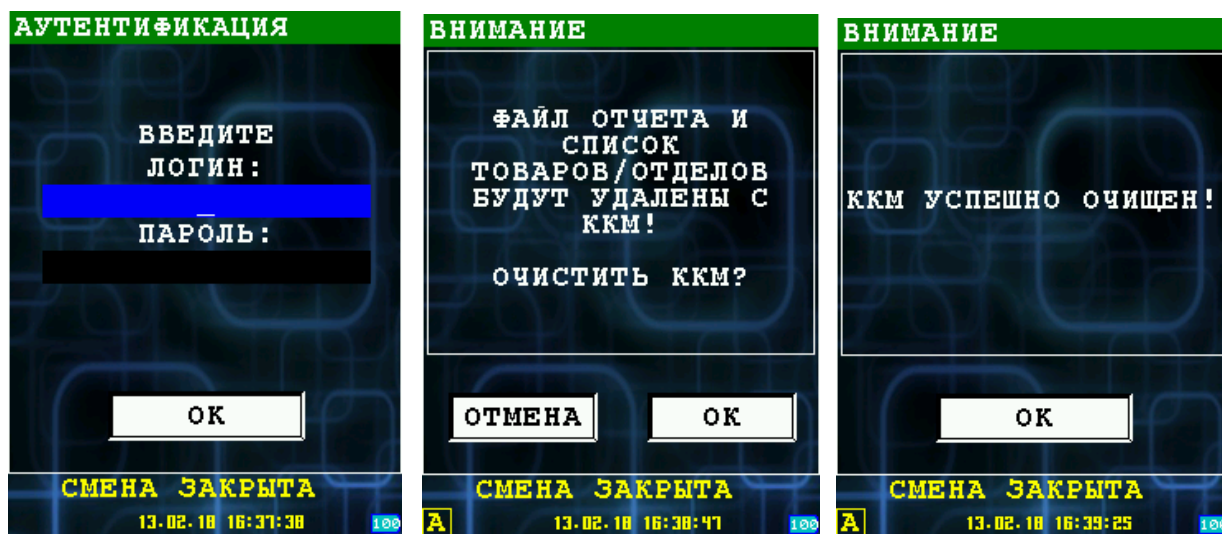 АУТЕНТИФИКАЦИЯ
ВВЕДИТЕ
ЛОГИН:
_
ПАРОЛЬ:
ОК
СМЕНА ЗАКРЫТА
13.02.18 16:37:38 100
ВНИМАНИЕ
ФАЙЛ ОТЧЕТА И
СПИСОК
ТОВАРОВ/ОТДЕЛОВ
БУДУТ УДАЛЕНЫ С
ККМ!
ОЧИСТИТЬ ККМ?
ОТМЕНА ОК
СМЕНА ЗАКРЫТА
А 13.02.18 16:38:47 100
ВНИМАНИЕ
ККМ УСПЕШНО ОЧИЩЕН!
ОК
СМЕНА ЗАКРЫТА
А 13.02.18 16:39:25 100